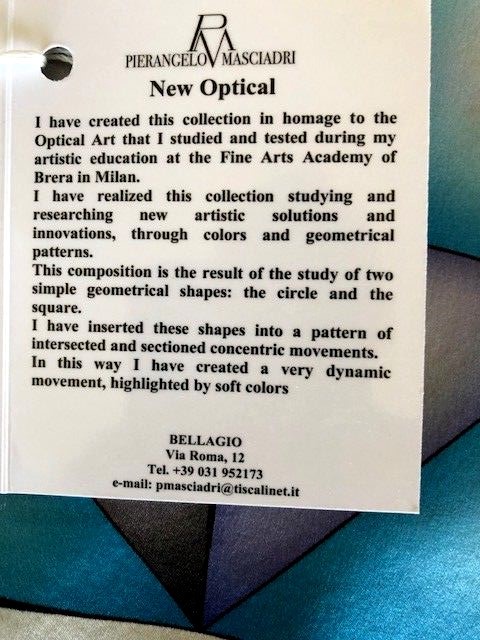 PM
PIERANGELO MASCIADRI
New Optical
I have created this collection in homage to the
Optical Art that I studied and tested during my
artistic education at the Fine Arts Academy of
Brera in Milan.
I have realized this collection studying and
researching new artistic solutions and
innovations, through colors and geometrical
patterns.
This composition is the result of the study of two
simple geometrical shapes: the circle and the
square.
I have inserted these shapes into a pattern of
intersected and sectioned concentric movements.
In this way I have created a very dynamic
movement, highlighted by soft colors
BELLAGIO
Via Roma, 12
Tel. +39 031 952173
e-mail: pmasciadri@tiscalinet.it